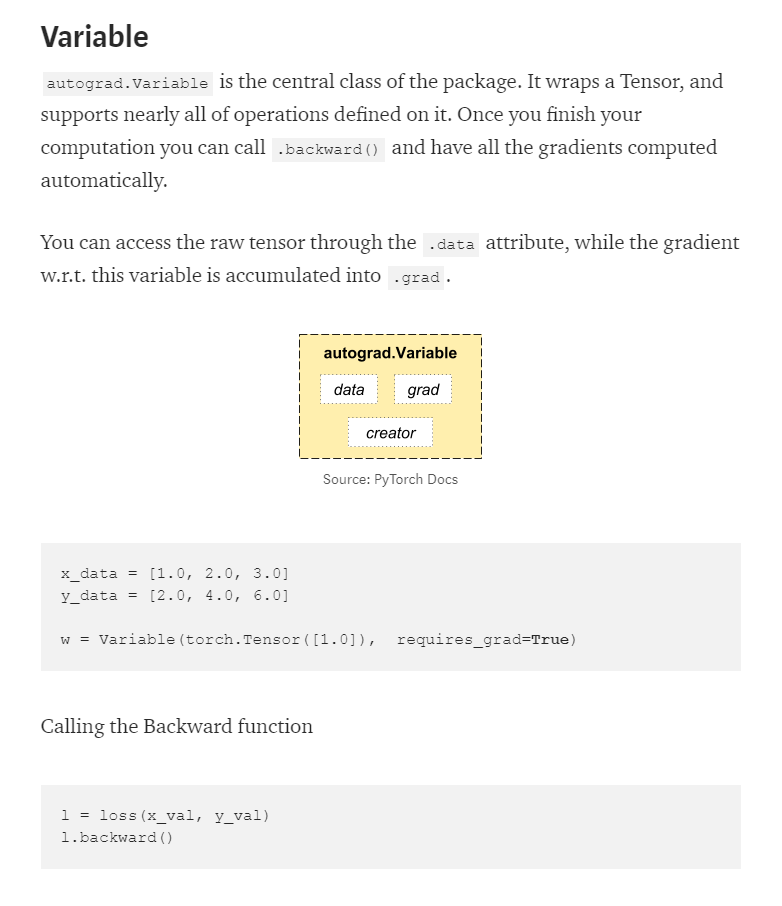 Variable
autograd.Variable is the central class of the package. It wraps a Tensor, and
supports nearly all of operations defined on it. Once you finish your
computation you can call .backward() and have all the gradients computed
automatically.
You can access the raw tensor through the .data attribute, while the gradient
w.r.t. this variable is accumulated into .grad.
autograd.Variable
data grad
creator
Source: PyTorch Docs
x_data = [1.0, 2.0, 3.0]
y_data = [2.0, 4.0, 6.0]
w = Variable(torch.Tensor([1.0]),  requires_grad=True)
Calling the Backward function
l = loss(x_val, y_val)
l.backward()